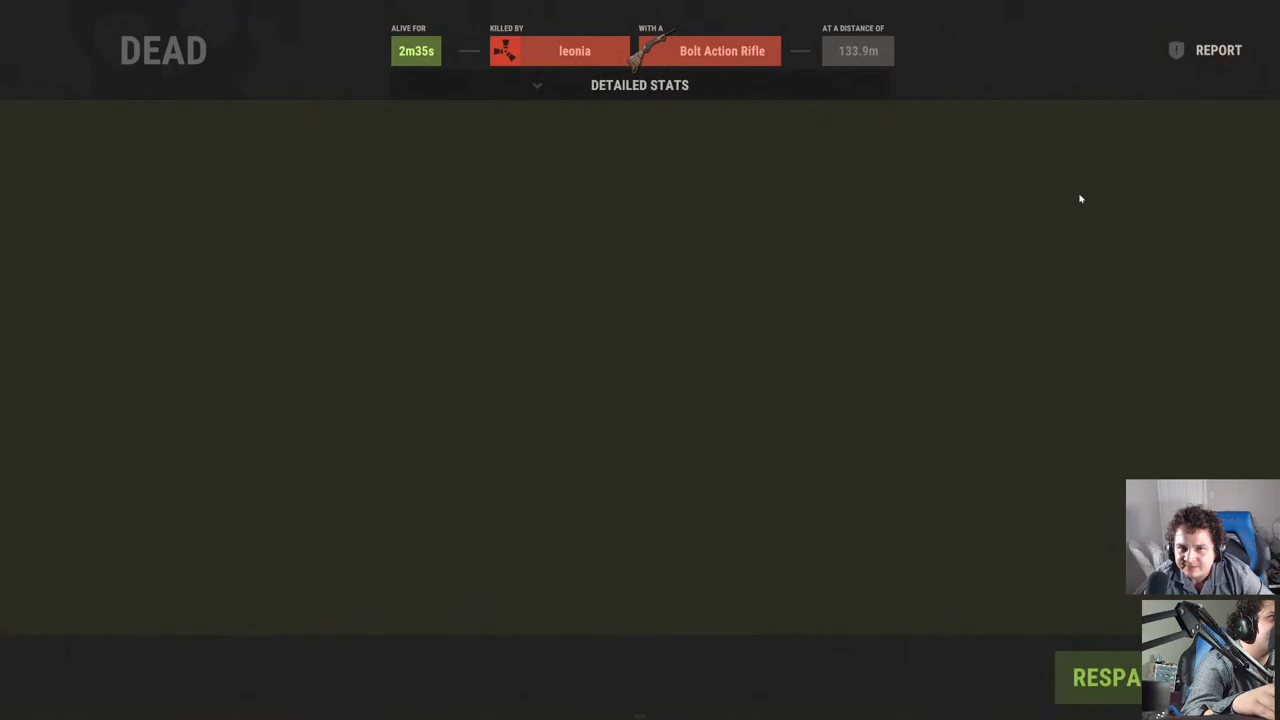 DEAD
ALIVE FOR
2m35s
KILLED BY
leonia
WITH A
Bolt Action Rifle
AT A DISTANCE OF
133.9m
REPORT
DETAILED STATS
RESPA